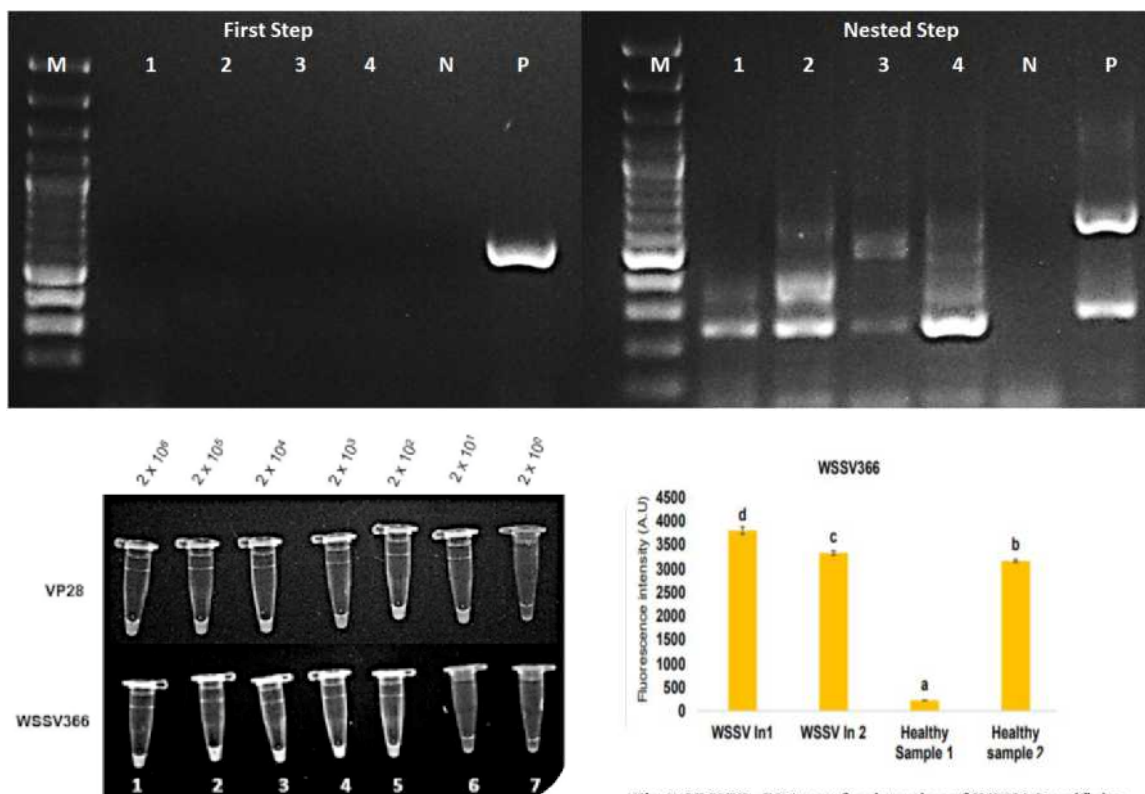 First Step
M 1 2 3 4 N P
Nested Step
M 1 2 3 4 N P
2 x 10⁶ 2 x 10⁵ 2 x 10⁴ 2 x 10³ 2 x 10² 2 x 10¹ 2 x 10⁰
VP28
WSSV366
1 2 3 4 5 6 7
WSSV366
Fluorescence intensity (A.U)
4500
4000
3500
3000
2500
2000
1500
1000
500
0
d c a b
WSSV In1
WSSV In 2
Healthy Sample 1
Healthy sample 2